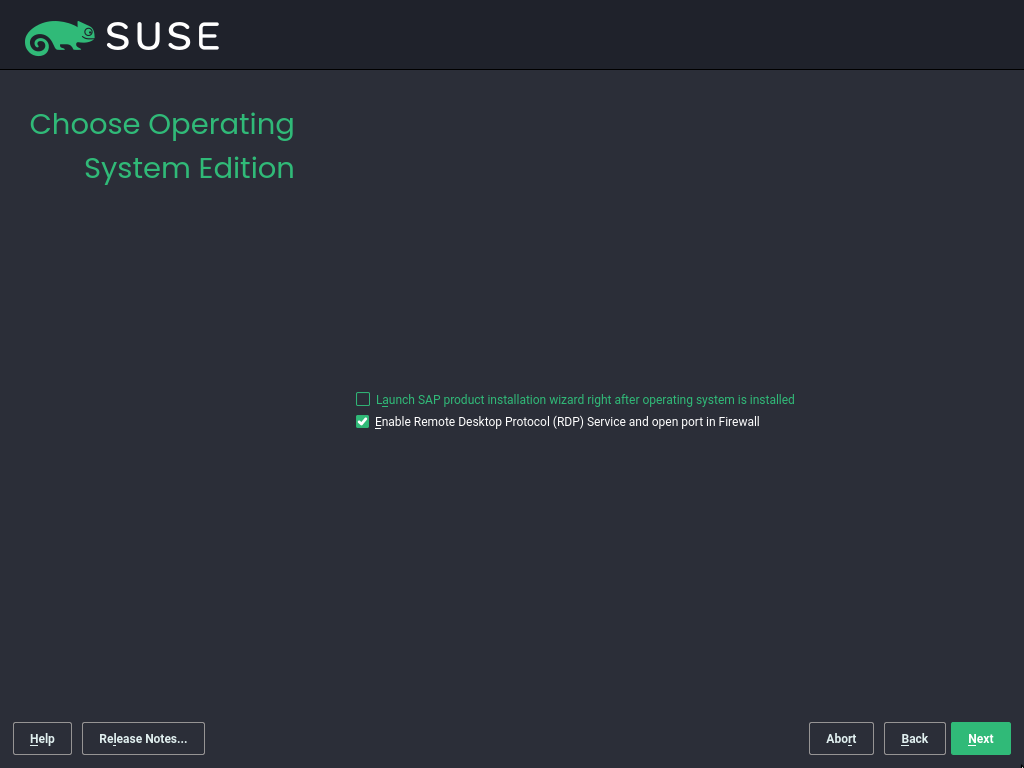 SUSE
Choose Operating
System Edition
Launch SAP product installation wizard right after operating system is installed
Enable Remote Desktop Protocol (RDP) Service and open port in Firewall
Help
Release Notes...
Abort
Back
Next